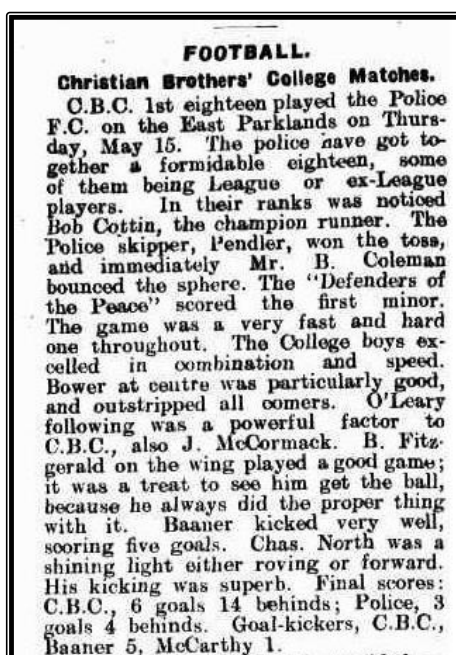 FOOTBALL.
Christian Brothers' College Matches.
C.B.C. 1st eighteen played the Police
F.C. on the East Parklands on Thurs-
day, May 15. The police have got to-
gether a formidable eighteen, some
of them being League or ex-League
players. In their ranks was noticed
Bob Cottin, the champion runner. The
Police skipper, Pendler, won the toss,
and immediately Mr. B. Coleman
bounced the sphere. The "Defenders of
the Peace" scored the first minor.
The game was a very fast and hard
one throughout. The College boys ex-
celled in combination and speed.
Bower at centre was particularly good,
and outstripped all comers. O'Leary
following was a powerful factor to
C.B.C., also J. McCormack. B. Fitz-
gerald on the wing played a good game;
it was a treat to see him get the ball,
because he always did the proper thing
with it. Baaner kicked very well,
scoring five goals. Chas. North was a
shining light either roving or forward.
His kicking was superb. Final scores:
C.B.C., 6 goals 14 behinds; Police, 3
goals 4 behinds. Goal-kickers, C.B.C.,
Baaner 5, McCarthy 1.